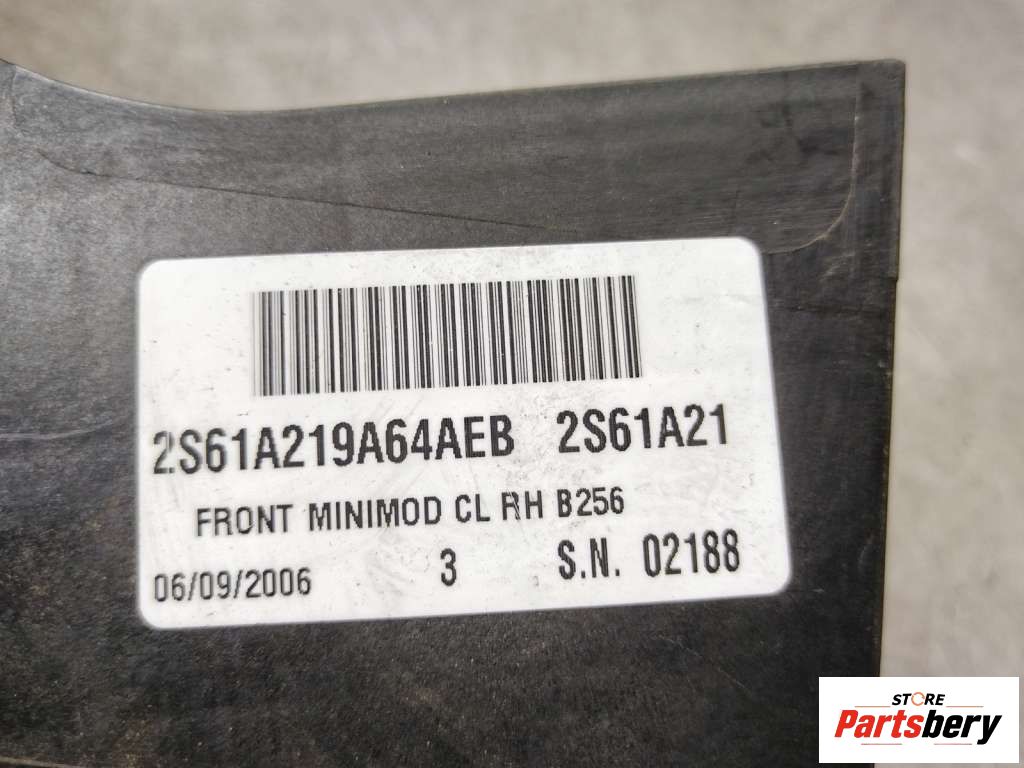 2S61A219A64AEB 2S61A21
FRONT MINIMOD CL RH B256
06/09/2006 3 S.N. 02188
STORE
Partsbery